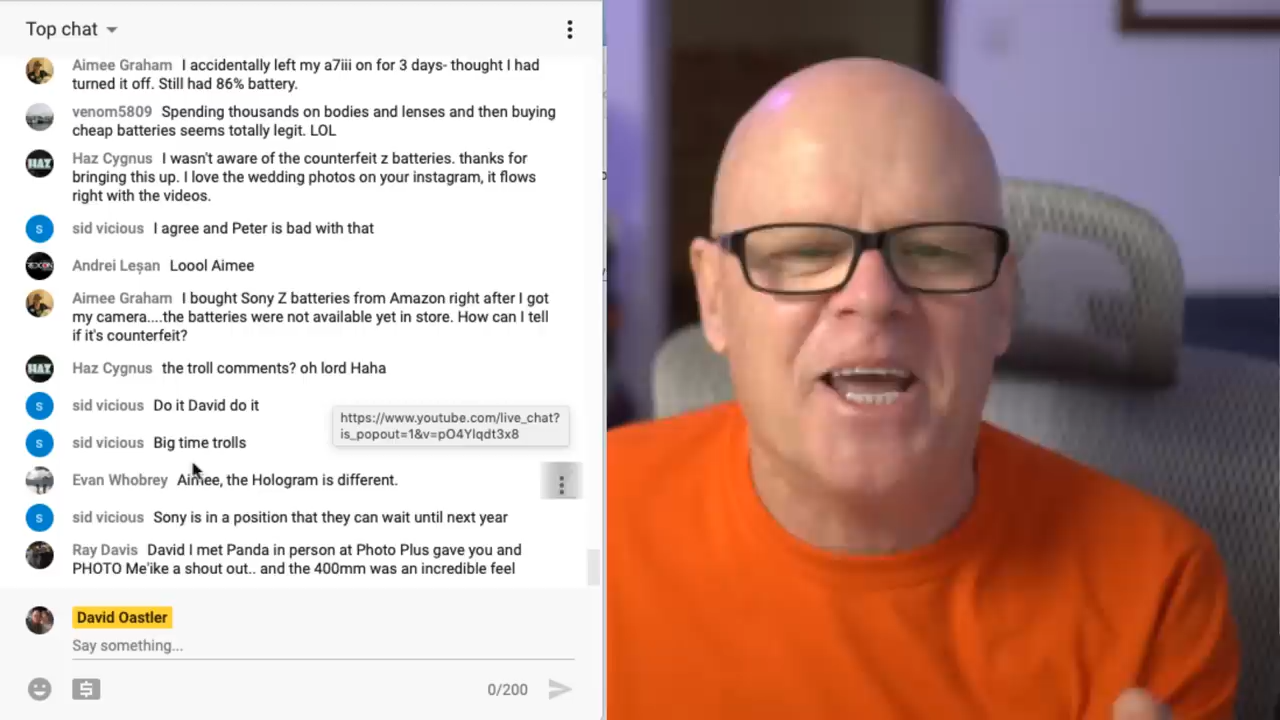 Top chat
Aimee Graham I accidentally left my a7iii on for 3 days- thought I had
turned it off. Still had 86% battery.
venom5809 Spending thousands on bodies and lenses and then buying
cheap batteries seems totally legit. LOL
HAZ
Haz Cygnus I wasn't aware of the counterfeit z batteries. thanks for
bringing this up. I love the wedding photos on your instagram, it flows
right with the videos.
s
sid vicious I agree and Peter is bad with that
Andrei Leșan Loool Aimee
Aimee Graham I bought Sony Z batteries from Amazon right after I got
my camera....the batteries were not available yet in store. How can I tell
if it's counterfeit?
HAZ
Haz Cygnus the troll comments? oh lord Haha
s
sid vicious Do it David do it
https://www.youtube.com/live_chat?
is_popout=1&v=pO4YIqdt3x8
s
sid vicious Big time trolls
Evan Whobrey Aimee, the Hologram is different.
s
sid vicious Sony is in a position that they can wait until next year
Ray Davis David I met Panda in person at Photo Plus gave you and
PHOTO Me'ike a shout out.. and the 400mm was an incredible feel
David Oastler
Say something...
0/200